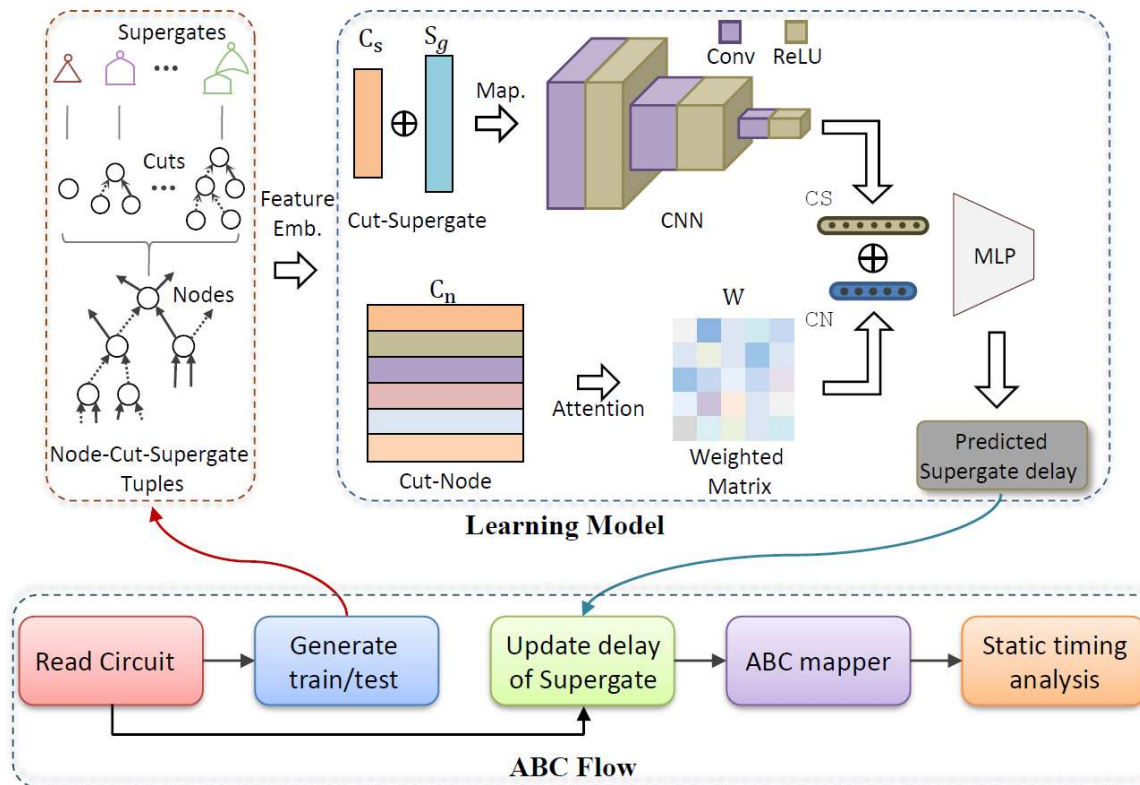 Supergates
Cuts
Nodes
Node-Cut-Supergate
Tuples
Feature
Emb.
C_s
S_g
Cut-Supergate
Map.
Conv
ReLU
CNN
C_n
Cut-Node
Attention
W
Weighted
Matrix
CS
CN
MLP
Predicted
Supergate delay
Learning Model
Read Circuit
Generate
train/test
Update delay
of Supergate
ABC mapper
Static timing
analysis
ABC Flow